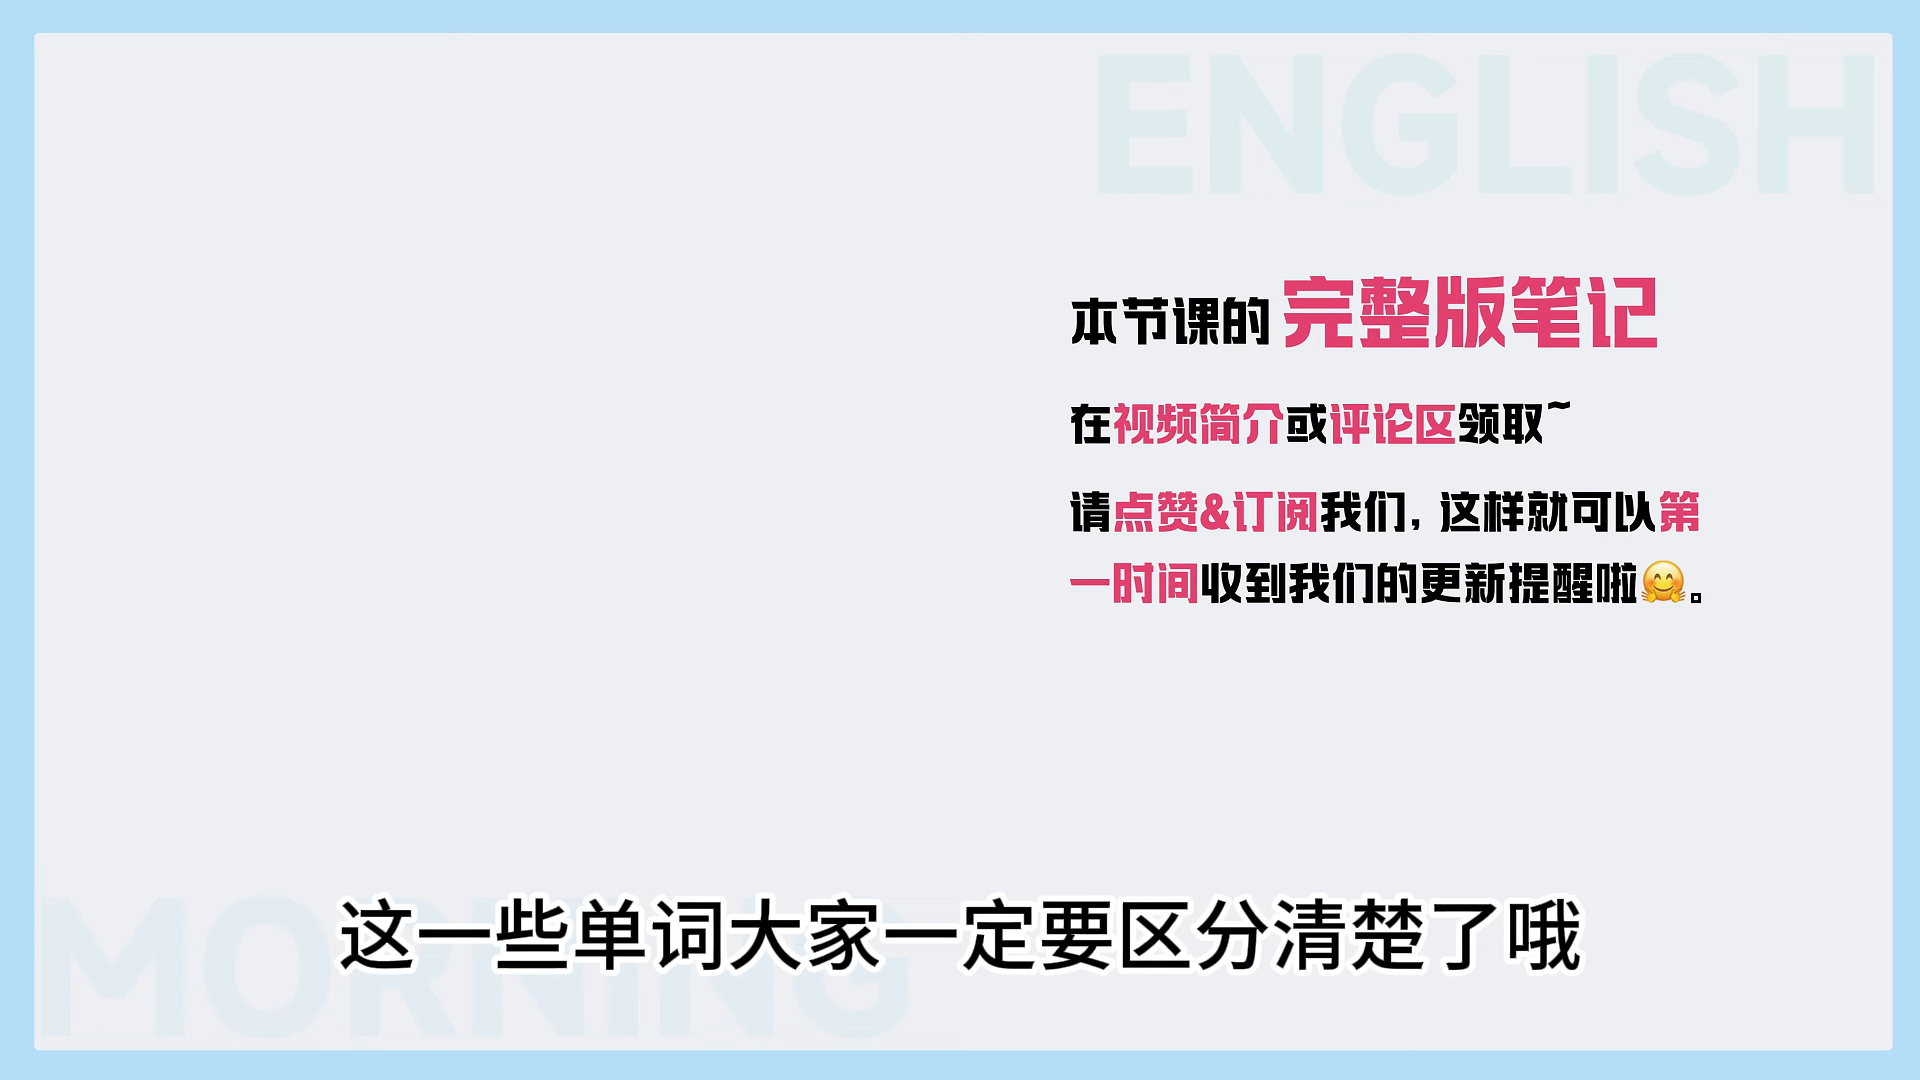 ENGLISH
本节课的 完整版笔记
在视频简介或评论区领取~
请点赞&订阅我们，这样就可以第
一时间收到我们的更新提醒啦🤗。
这一些单词大家一定要区分清楚了哦
MORNING